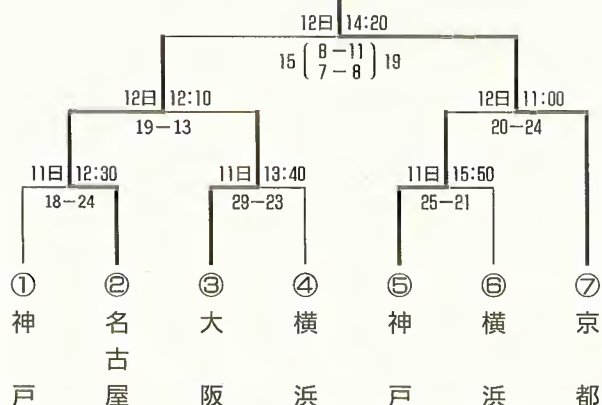 12日 14:20
15 (8-11 7-8) 19
12日 12:10
19-13
12日 11:00
20-24
11日 12:30
18-24
11日 13:40
29-23
11日 15:50
25-21
① 神戸
② 名古屋
③ 大阪
④ 横浜
⑤ 神戸
⑥ 横浜
⑦ 京都